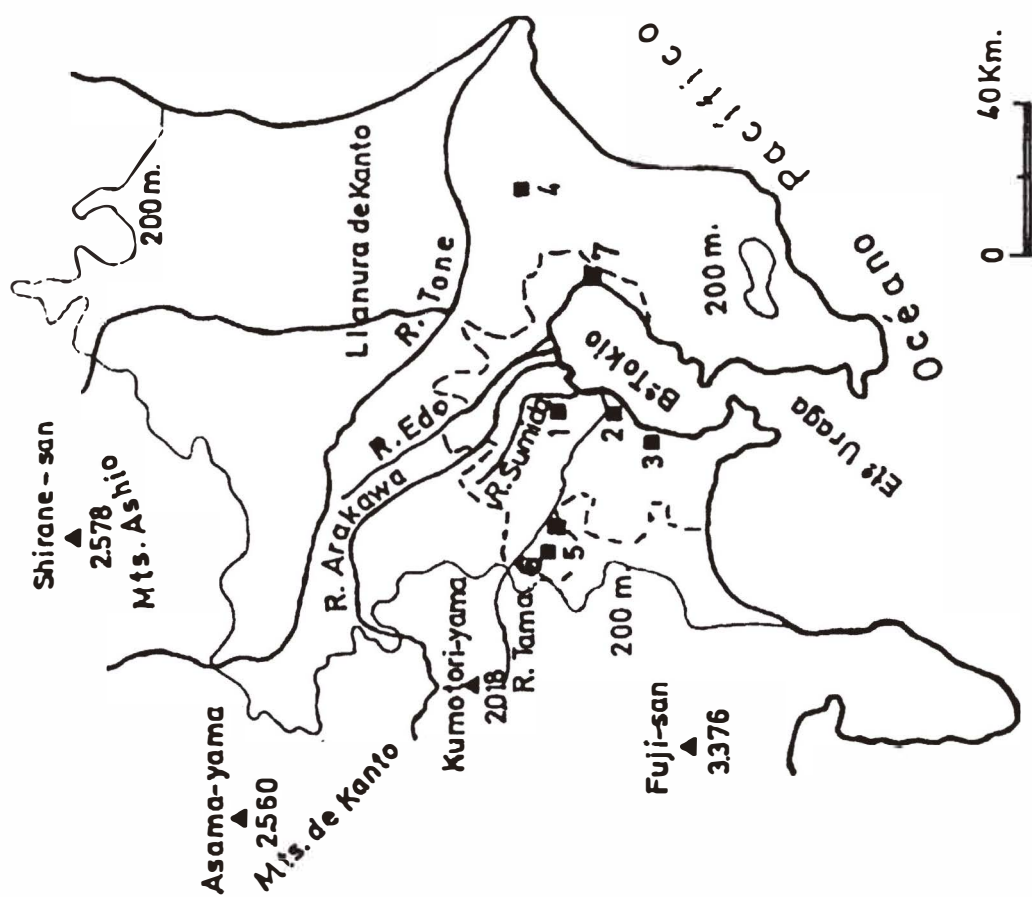 Shirane-san
2.578
Mts. Ashio
Asama-yama
2.560
Mts. de Kanto
200 m.
Llanura de Kanto
R. Tone
R. Edo
R. Arakawa
R. Sumida
Kumotori-yama
2.018
R. Tama
Fuji-san
3.376
200 m
1
2
3
4
5
6
7
Bª Tokio
200 m.
Etº Uraga
Océano
Pacífico
0
40 Km.